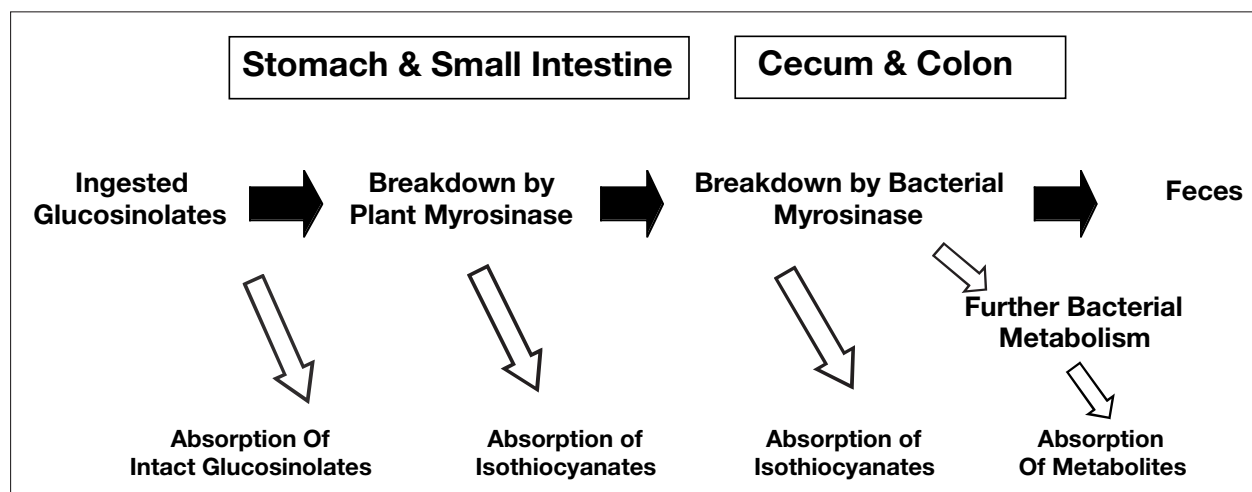 Stomach & Small Intestine
Cecum & Colon
Ingested
Glucosinolates
Breakdown by
Plant Myrosinase
Breakdown by Bacterial
Myrosinase
Feces
Further Bacterial
Metabolism
Absorption Of
Intact Glucosinolates
Absorption of
Isothiocyanates
Absorption of
Isothiocyanates
Absorption
Of Metabolites